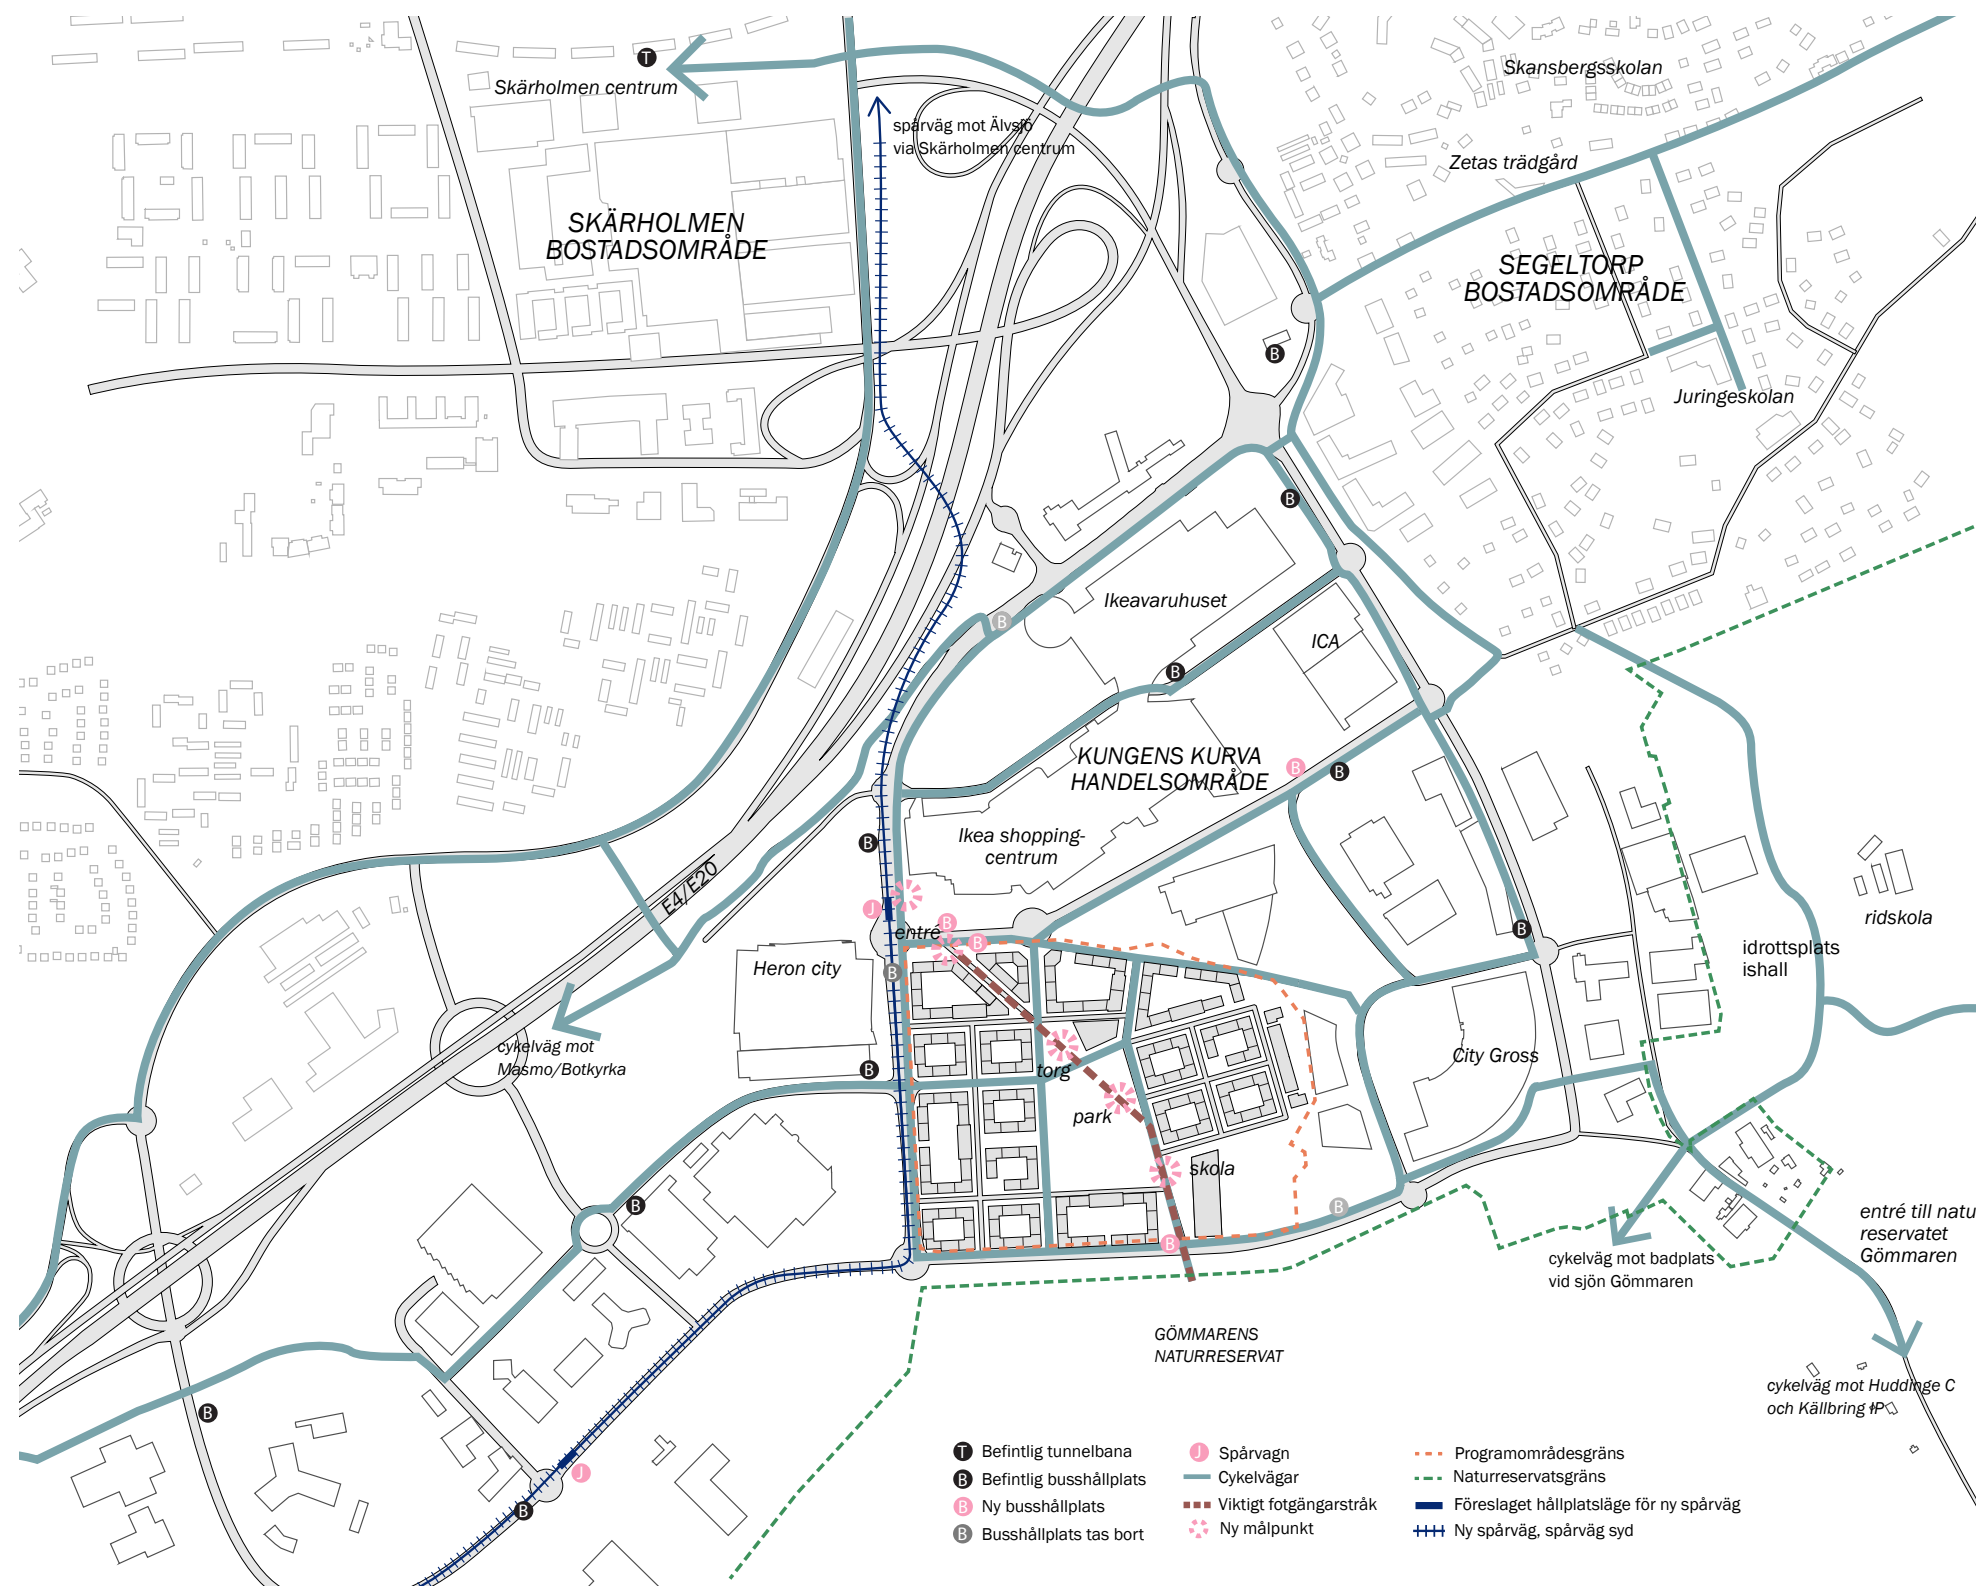 T
Skärholmen centrum
Skansbergsskolan
spårväg mot Älvsjö
via Skärholmen centrum
Zetas trädgård
SKÄRHOLMEN
BOSTADSOMRÅDE
SEGELTORP
BOSTADSOMRÅDE
B
Juringeskolan
B
Ikeavaruhuset
B
ICA
B
KUNGENS KURVA
HANDELSOMRÅDE
B
B
Ikea shopping-
centrum
B
E4/E20
J
B
entré
B
B
ridskola
idrottsplats
ishall
Heron city
B
cykelväg mot
Masmo/Botkyrka
torg
City Gross
B
park
skola
B
B
B
entré till natu
reservatet
Gömmaren
cykelväg mot badplats
vid sjön Gömmaren
GÖMMARENS
NATURRESERVAT
cykelväg mot Huddinge C
och Källbring IP
B
J
B
T Befintlig tunnelbana
B Befintlig busshållplats
B Ny busshållplats
B Busshållplats tas bort
J Spårvagn
Cykelvägar
Viktigt fotgängarstråk
Ny målpunkt
Programområdesgräns
Naturreservatsgräns
Föreslaget hållplatsläge för ny spårväg
Ny spårväg, spårväg syd